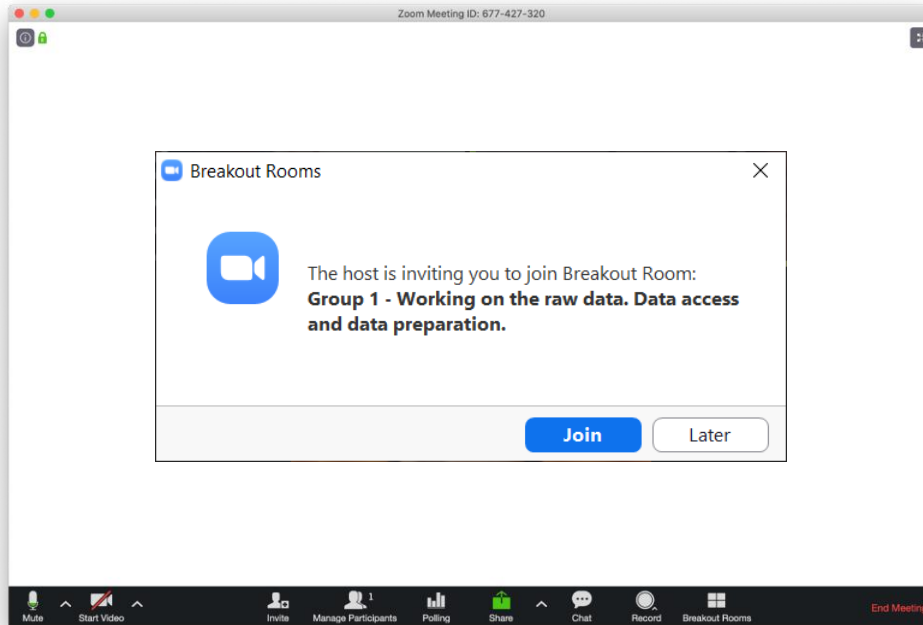 Zoom Meeting ID: 677-427-320
Breakout Rooms
The host is inviting you to join Breakout Room:
Group 1 - Working on the raw data. Data access
and data preparation.
Join
Later
1
Mute
Start Video
Invite
Manage Participants
Polling
Share
Chat
Record
Breakout Rooms
End Meeting